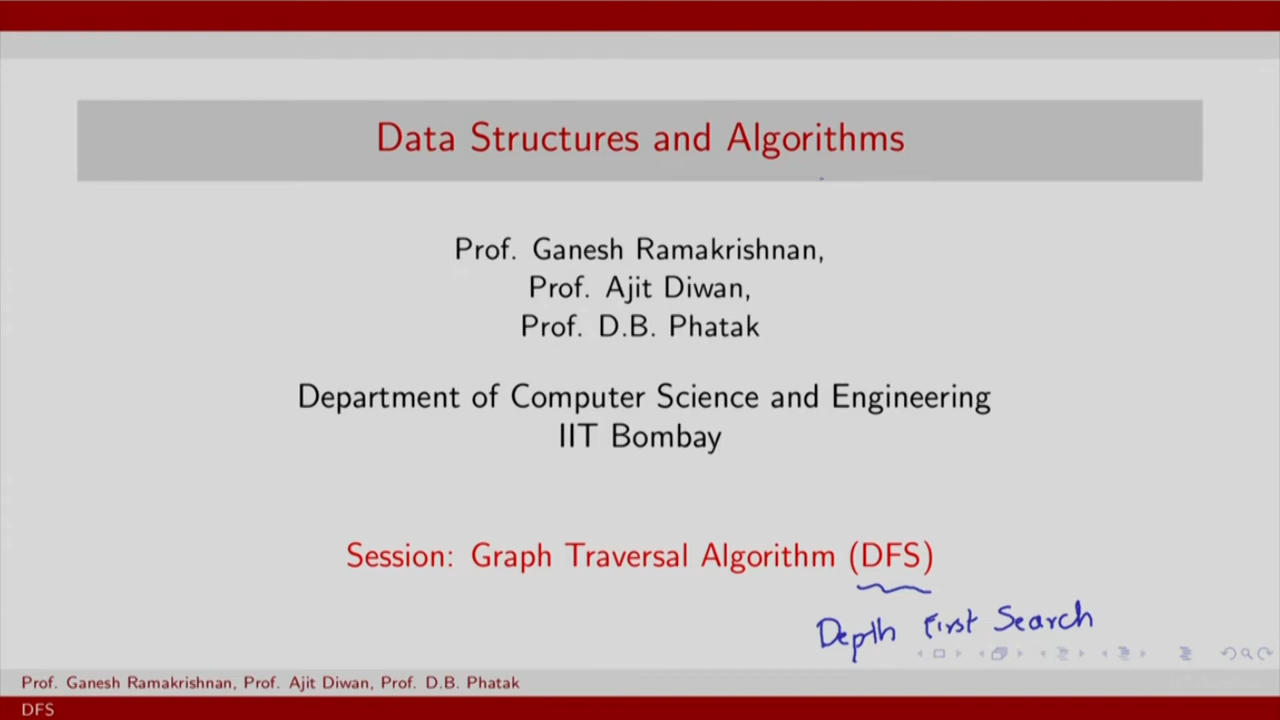 Data Structures and Algorithms
Prof. Ganesh Ramakrishnan,
Prof. Ajit Diwan,
Prof. D.B. Phatak
Department of Computer Science and Engineering
IIT Bombay
Session: Graph Traversal Algorithm (DFS)
Depth First Search
Prof. Ganesh Ramakrishnan, Prof. Ajit Diwan, Prof. D.B. Phatak
DFS